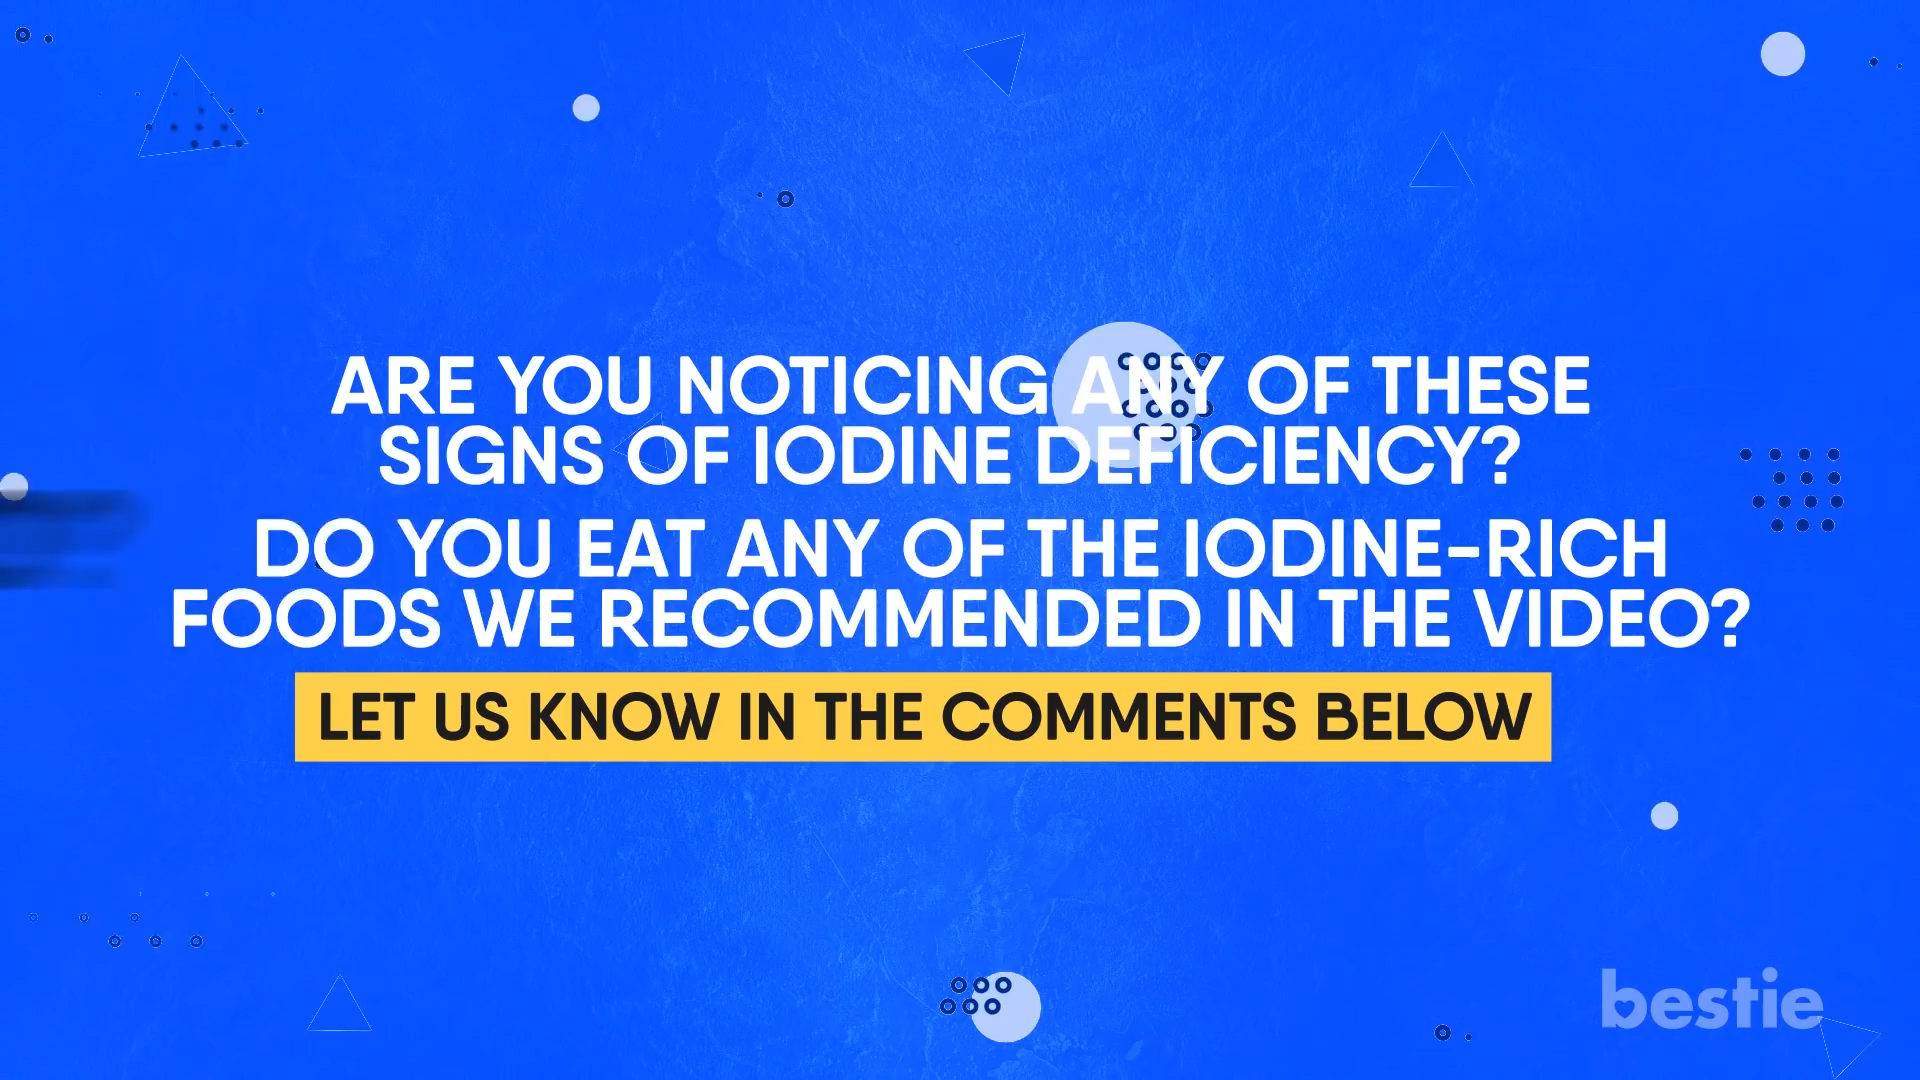 ARE YOU NOTICING ANY OF THESE
SIGNS OF IODINE DEFICIENCY?
DO YOU EAT ANY OF THE IODINE-RICH
FOODS WE RECOMMENDED IN THE VIDEO?
LET US KNOW IN THE COMMENTS BELOW
bestie